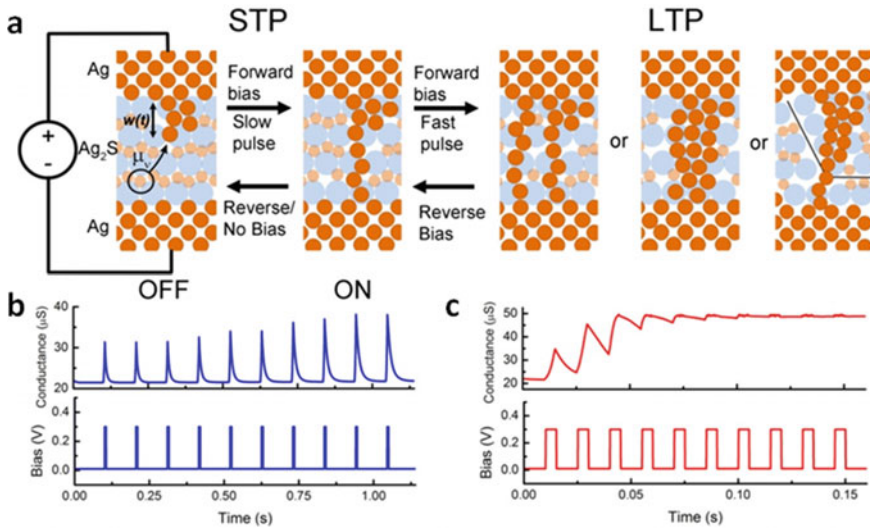 a
STP
LTP
Ag
Forward
bias
Forward
bias
w(t)
+
-
Slow
pulse
Fast
pulse
or
or
Ag₂S
μᵥ
Reverse/
No Bias
Reverse
Bias
Ag
OFF
ON
b
Conductance (μS)
40
30
20
Bias (V)
0.4
0.2
0.0
0.00
0.25
0.50
0.75
1.00
Time (s)
c
Conductance (μS)
50
40
30
20
Bias (V)
0.4
0.2
0.0
0.00
0.05
0.10
0.15
Time (s)